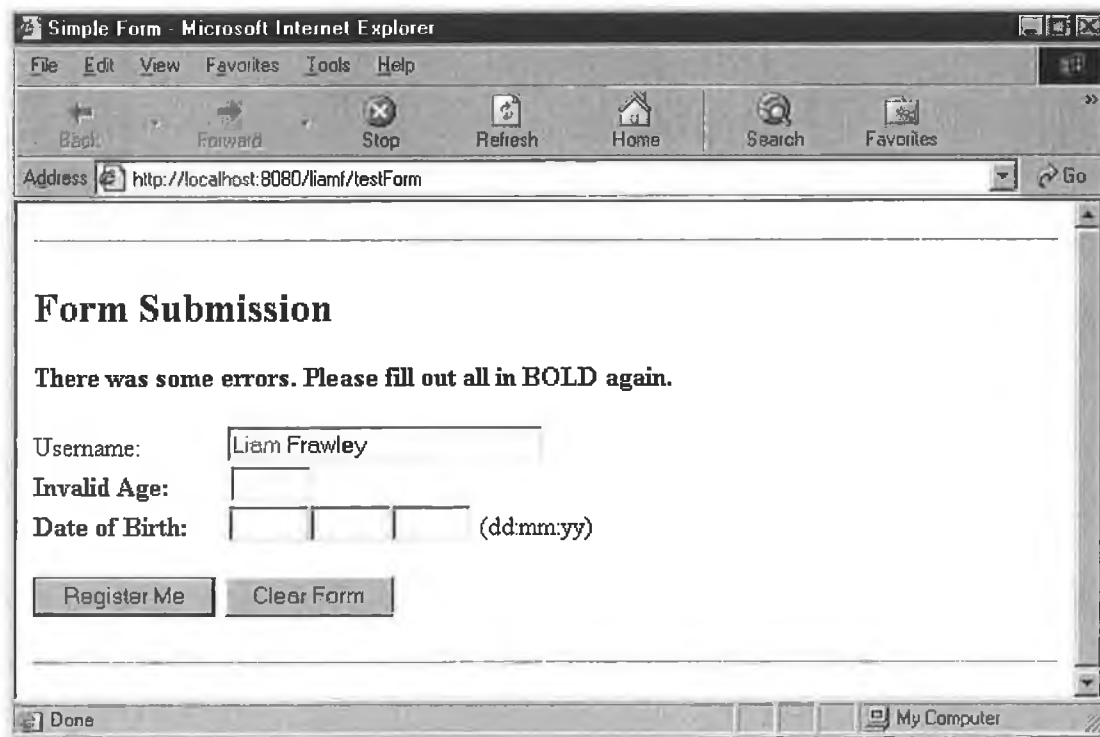 Simple Form - Microsoft Internet Explorer
File Edit View Favorites Tools Help
Back Forward Stop Refresh Home Search Favorites »
Address http://localhost:8080/liamf/testForm Go
Form Submission
There was some errors. Please fill out all in BOLD again.
Username: Liam Frawley
Invalid Age:
Date of Birth: (dd:mm:yy)
Register Me Clear Form
Done My Computer